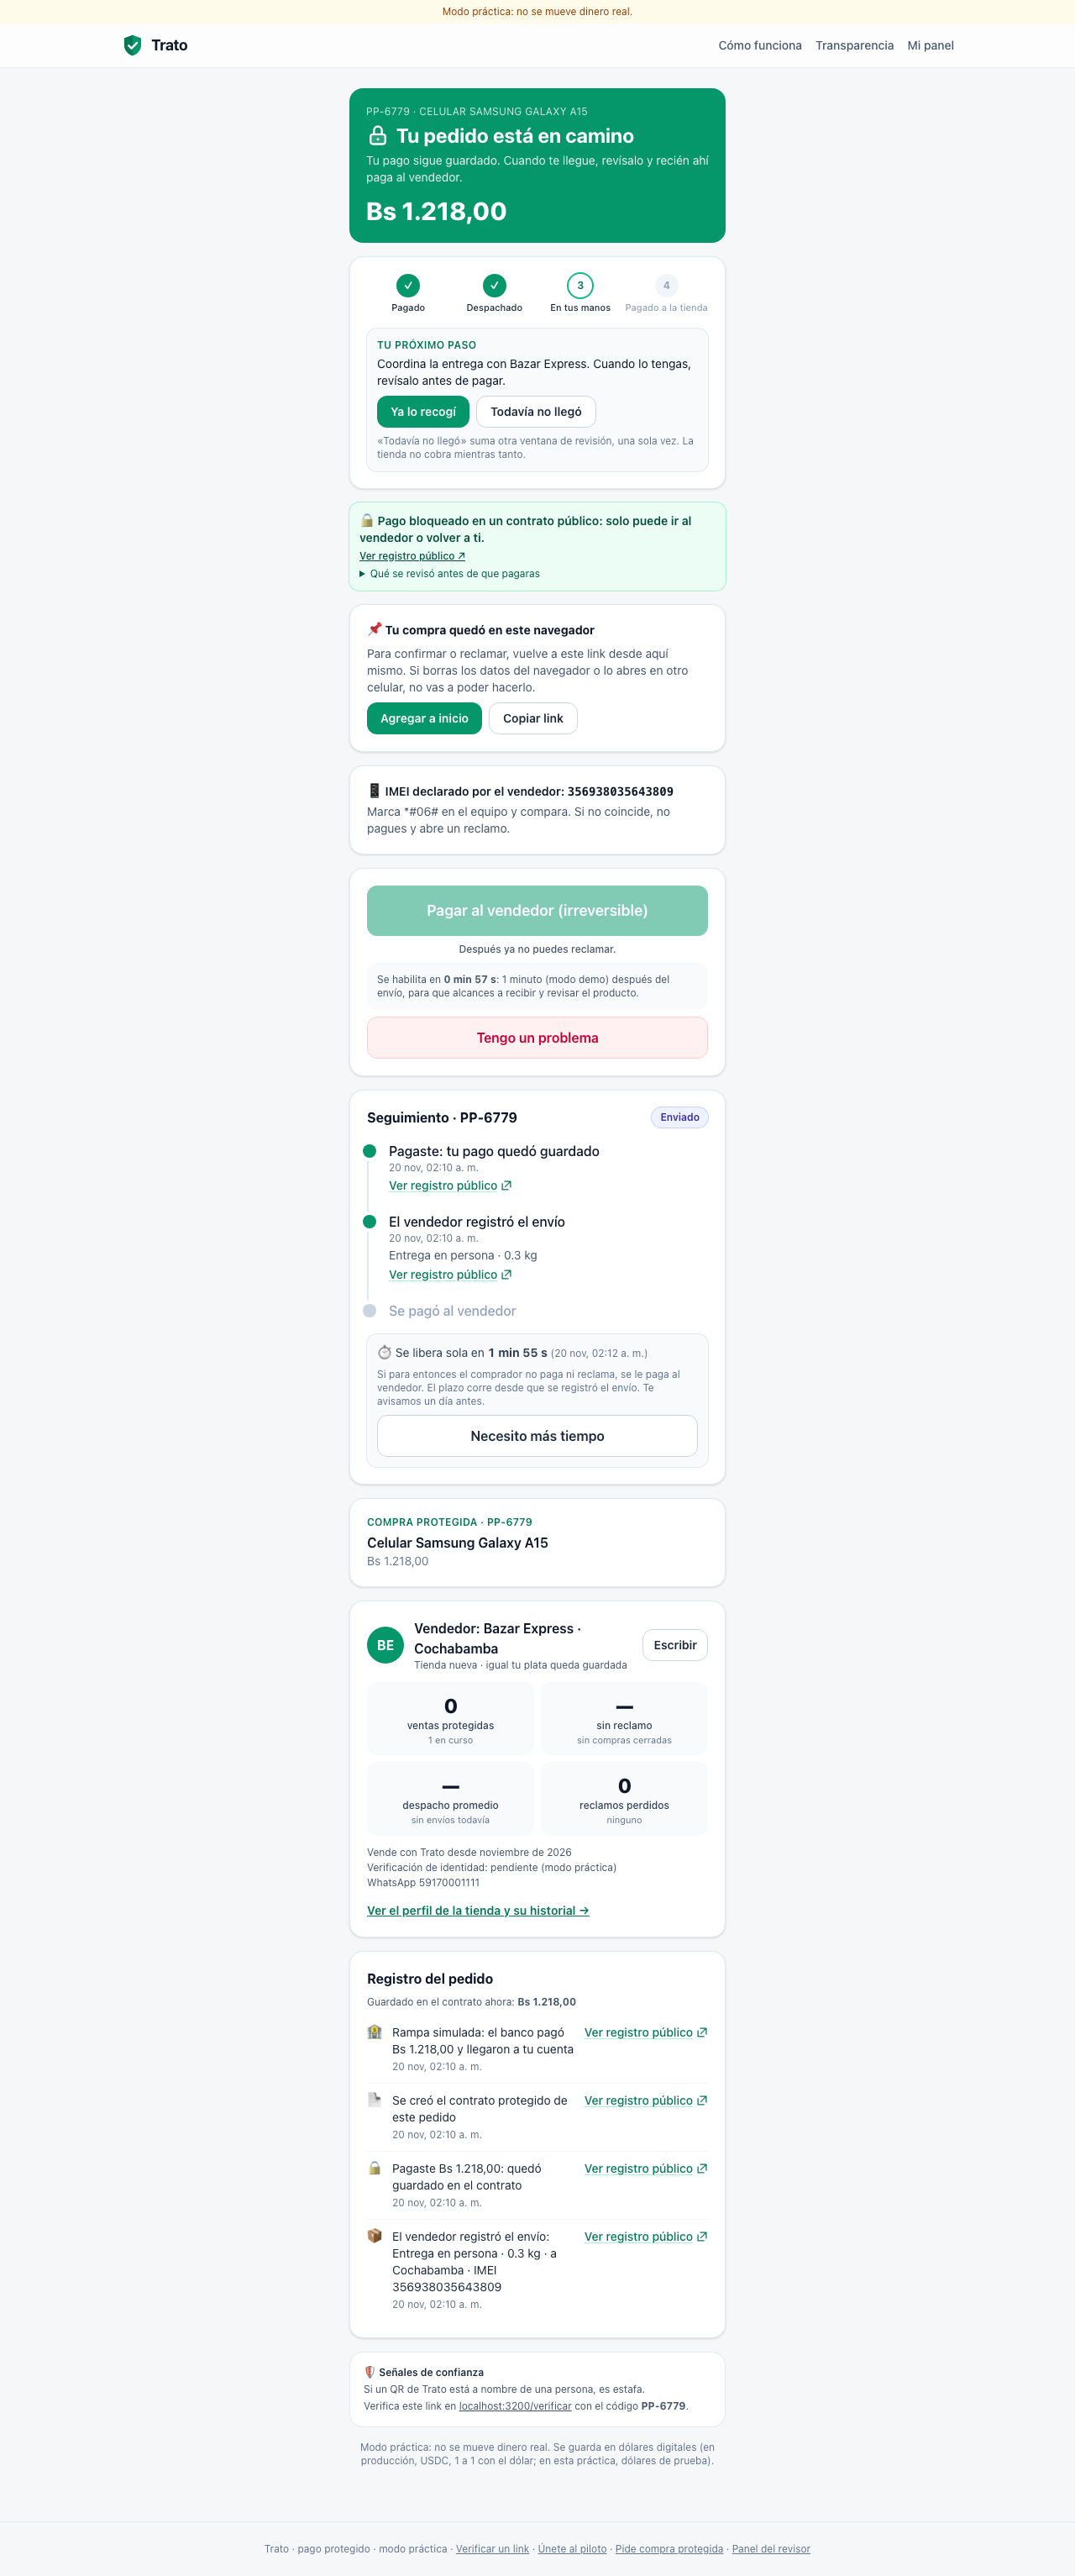 Modo práctica: no se mueve dinero real.
Trato
Cómo funciona Transparencia Mi panel
PP-6779 · CELULAR SAMSUNG GALAXY A15
Tu pedido está en camino
Tu pago sigue guardado. Cuando te llegue, revísalo y recién ahí
paga al vendedor.
Bs 1.218,00
3 4
Pagado Despachado En tus manos Pagado a la tienda
TU PRÓXIMO PASO
Coordina la entrega con Bazar Express. Cuando lo tengas,
revísalo antes de pagar.
Ya lo recogí Todavía no llegó
«Todavía no llegó» suma otra ventana de revisión, una sola vez. La
tienda no cobra mientras tanto.
Pago bloqueado en un contrato público: solo puede ir al
vendedor o volver a ti.
Ver registro público ↗
▶ Qué se revisó antes de que pagaras
Tu compra quedó en este navegador
Para confirmar o reclamar, vuelve a este link desde aquí
mismo. Si borras los datos del navegador o lo abres en otro
celular, no vas a poder hacerlo.
Agregar a inicio Copiar link
IMEI declarado por el vendedor: 356938035643809
Marca *#06# en el equipo y compara. Si no coincide, no
pagues y abre un reclamo.
Pagar al vendedor (irreversible)
Después ya no puedes reclamar.
Se habilita en 0 min 57 s: 1 minuto (modo demo) después del
envío, para que alcances a recibir y revisar el producto.
Tengo un problema
Seguimiento · PP-6779 Enviado
Pagaste: tu pago quedó guardado
20 nov, 02:10 a. m.
Ver registro público
El vendedor registró el envío
20 nov, 02:10 a. m.
Entrega en persona · 0.3 kg
Ver registro público
Se pagó al vendedor
Se libera sola en 1 min 55 s (20 nov, 02:12 a. m.)
Si para entonces el comprador no paga ni reclama, se le paga al
vendedor. El plazo corre desde que se registró el envío. Te
avisamos un día antes.
Necesito más tiempo
COMPRA PROTEGIDA · PP-6779
Celular Samsung Galaxy A15
Bs 1.218,00
BE
Vendedor: Bazar Express ·
Cochabamba
Tienda nueva · igual tu plata queda guardada
Escribir
0 —
ventas protegidas sin reclamo
1 en curso sin compras cerradas
— 0
despacho promedio reclamos perdidos
sin envíos todavía ninguno
Vende con Trato desde noviembre de 2026
Verificación de identidad: pendiente (modo práctica)
WhatsApp 59170001111
Ver el perfil de la tienda y su historial →
Registro del pedido
Guardado en el contrato ahora: Bs 1.218,00
Rampa simulada: el banco pagó Ver registro público
Bs 1.218,00 y llegaron a tu cuenta
20 nov, 02:10 a. m.
Se creó el contrato protegido de Ver registro público
este pedido
20 nov, 02:10 a. m.
Pagaste Bs 1.218,00: quedó Ver registro público
guardado en el contrato
20 nov, 02:10 a. m.
El vendedor registró el envío: Ver registro público
Entrega en persona · 0.3 kg · a
Cochabamba · IMEI
356938035643809
20 nov, 02:10 a. m.
Señales de confianza
Si un QR de Trato está a nombre de una persona, es estafa.
Verifica este link en localhost:3200/verificar con el código PP-6779.
Modo práctica: no se mueve dinero real. Se guarda en dólares digitales (en
producción, USDC, 1 a 1 con el dólar; en esta práctica, dólares de prueba).
Trato · pago protegido · modo práctica · Verificar un link · Únete al piloto · Pide compra protegida · Panel del revisor